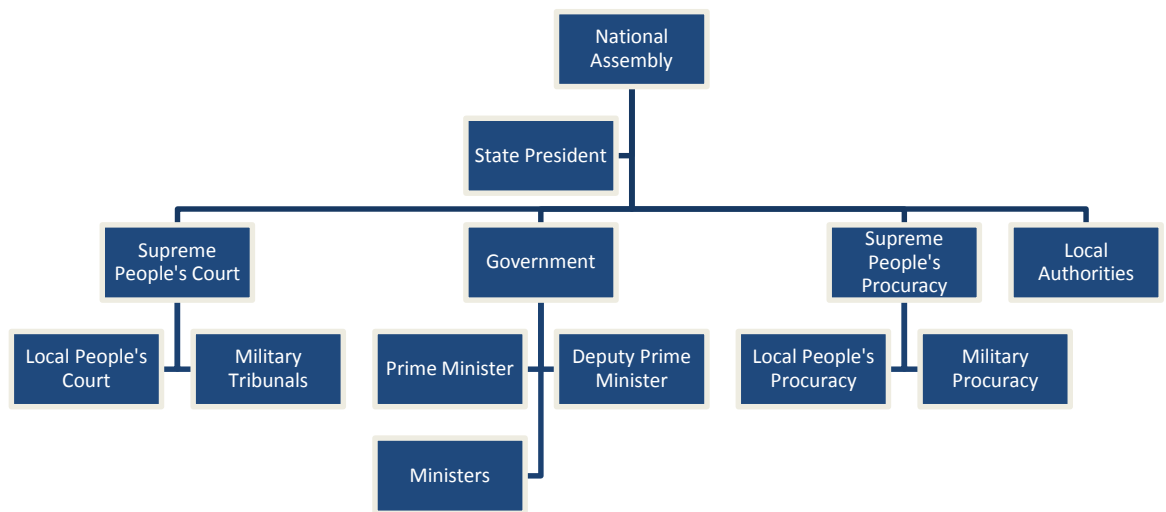 National
Assembly
State President
Supreme
People's Court
Government
Supreme
People's
Procuracy
Local
Authorities
Local People's
Court
Military
Tribunals
Prime Minister
Deputy Prime
Minister
Local People's
Procuracy
Military
Procuracy
Ministers